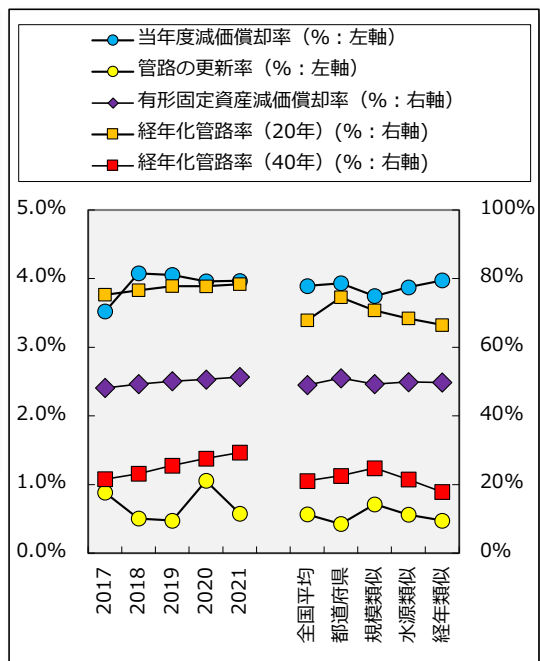 当年度減価償却率（%：左軸）
管路の更新率（%：左軸）
有形固定資産減価償却率（%：右軸）
経年化管路率（20年）(%：右軸)
経年化管路率（40年）(%：右軸)
5.0% 100%
4.0% 80%
3.0% 60%
2.0% 40%
1.0% 20%
0.0% 0%
2017
2018
2019
2020
2021
全国平均
都道府県
規模類似
水源類似
経年類似